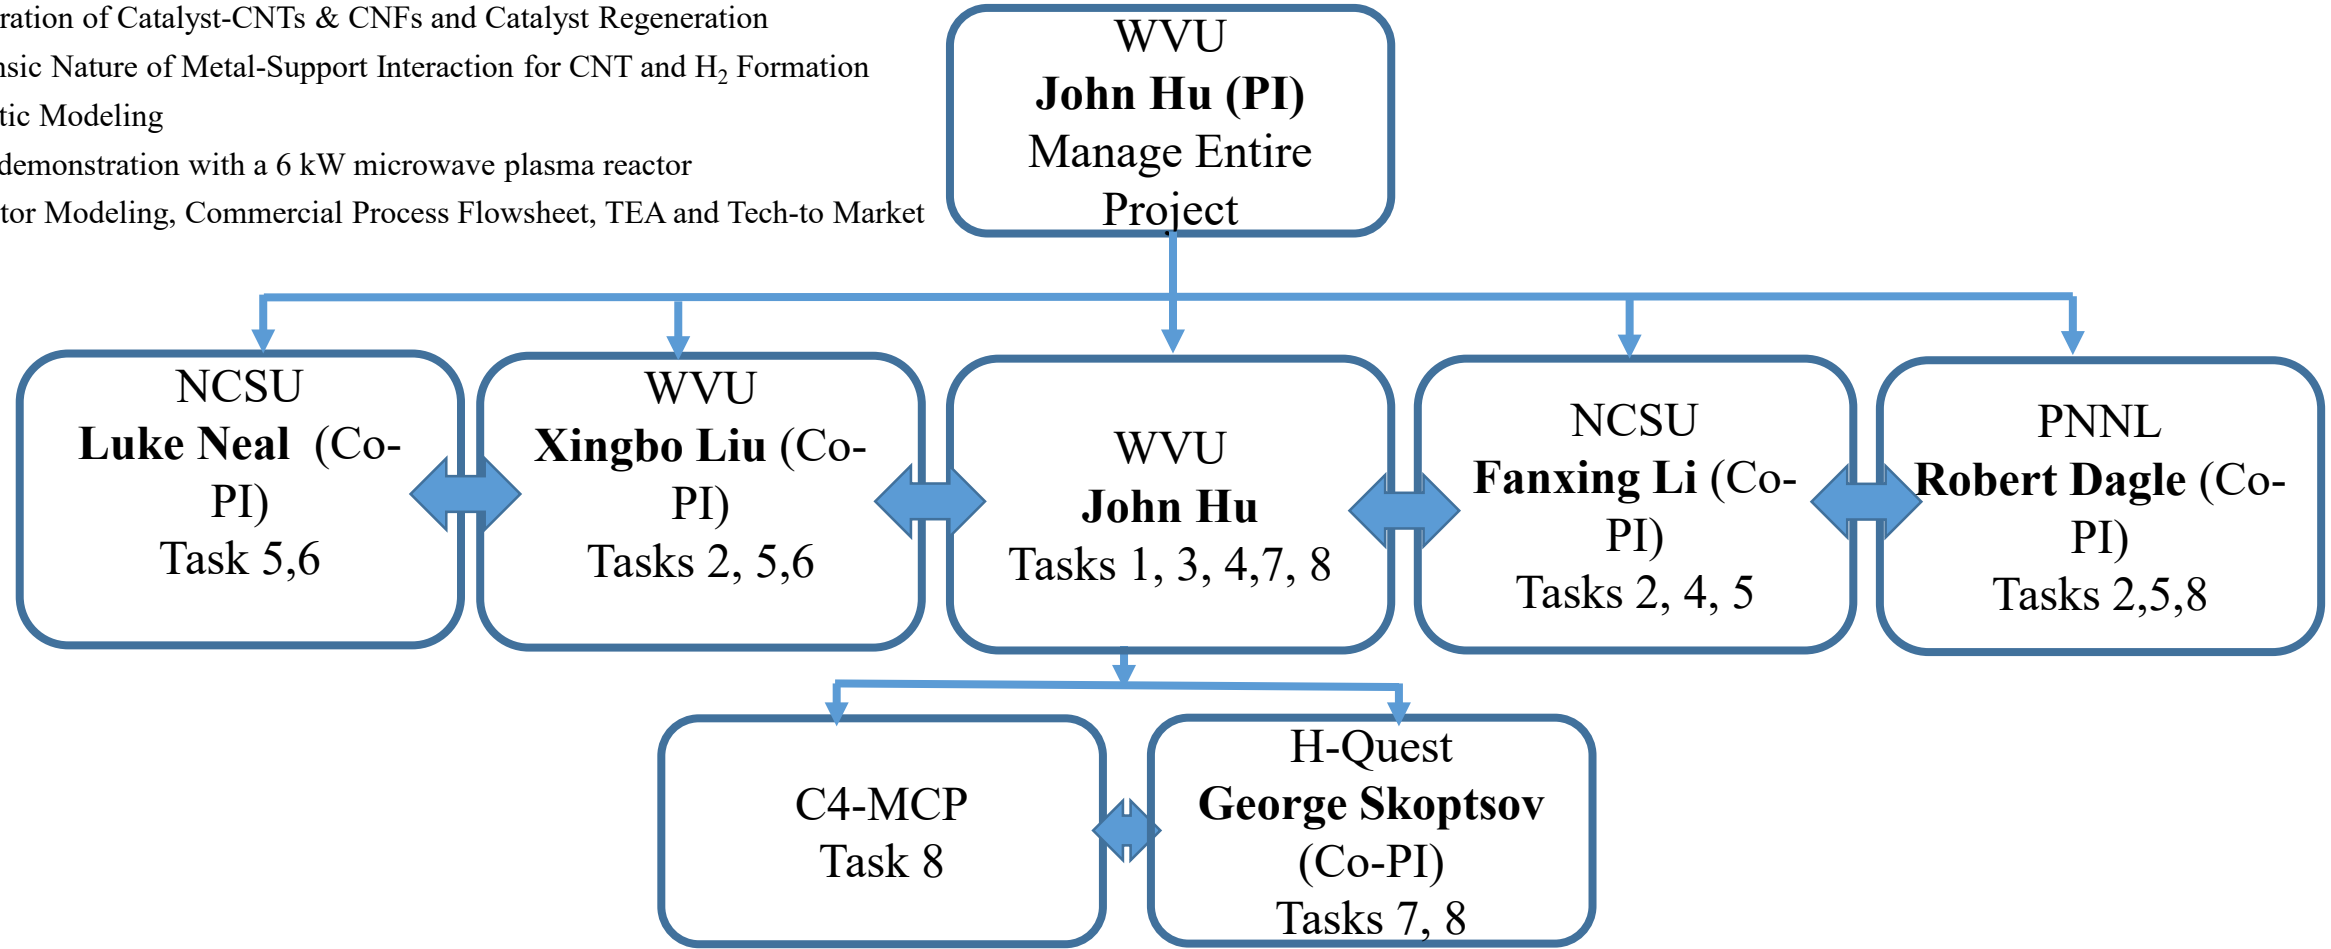 ration of Catalyst-CNTs & CNFs and Catalyst Regeneration
nsic Nature of Metal-Support Interaction for CNT and H₂ Formation
tic Modeling
demonstration with a 6 kW microwave plasma reactor
tor Modeling, Commercial Process Flowsheet, TEA and Tech-to Market
WVU
John Hu (PI)
Manage Entire
Project
NCSU
Luke Neal (Co-
PI)
Task 5,6
WVU
Xingbo Liu (Co-
PI)
Tasks 2, 5,6
WVU
John Hu
Tasks 1, 3, 4,7, 8
NCSU
Fanxing Li (Co-
PI)
Tasks 2, 4, 5
PNNL
Robert Dagle (Co-
PI)
Tasks 2,5,8
C4-MCP
Task 8
H-Quest
George Skoptsov
(Co-PI)
Tasks 7, 8